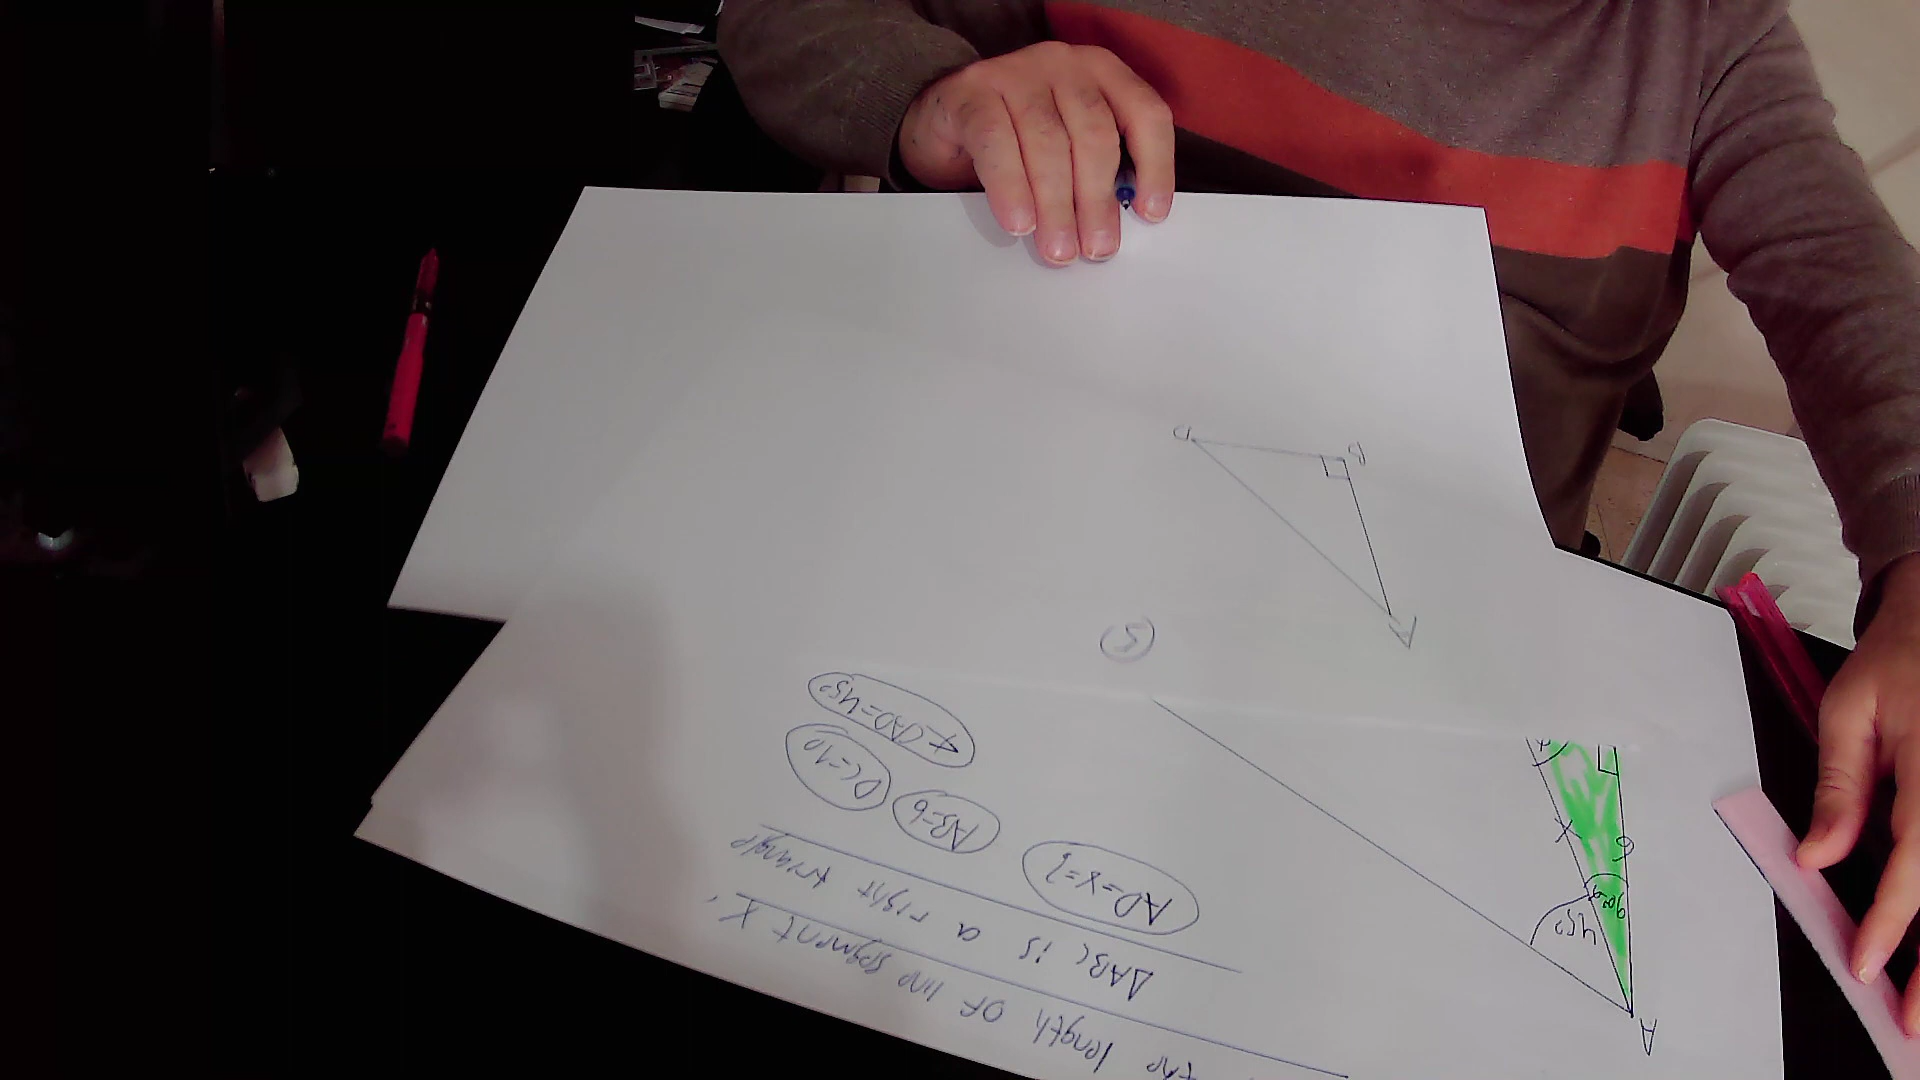 the length of line segment x,
ΔABC is a right triangle
AD=x=?
AB=6
DC=10
∡CAD=45°
5
A
45°
90-α
6
x
α
A
B
D